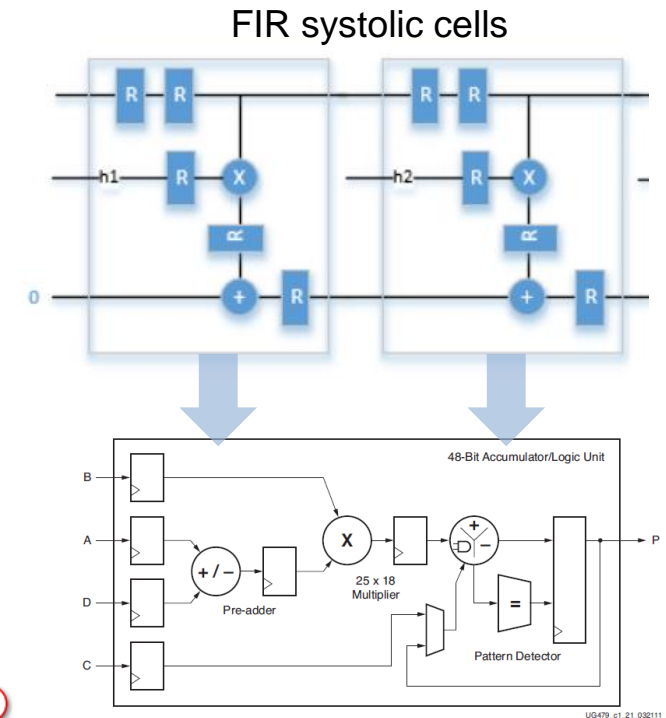 FIR systolic cells
R R R R
h1 R X h2 R X
R R
0 + R + R
48-Bit Accumulator/Logic Unit
B
A
X
+
−
P
+ / −
25 x 18
Multiplier
D
Pre-adder
=
C
Pattern Detector
UG479_c1_21_032111